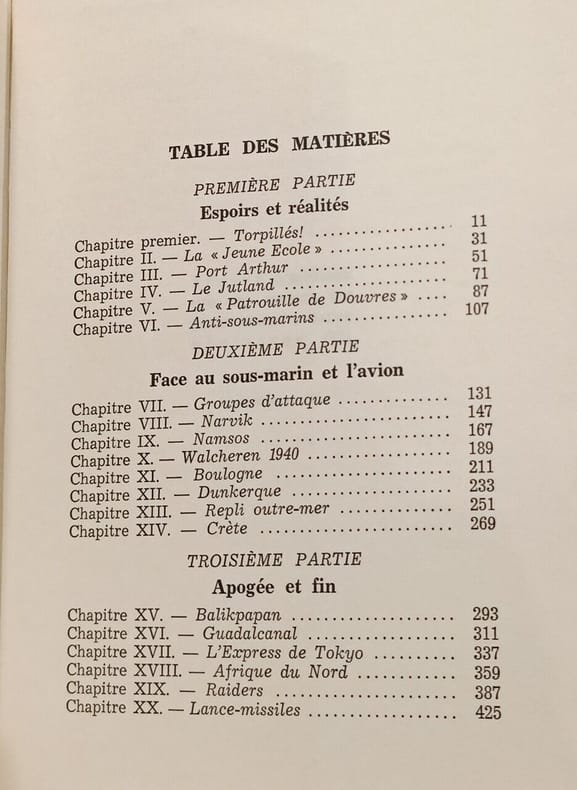 TABLE DES MATIÈRES
PREMIÈRE PARTIE
Espoirs et réalités
Chapitre premier. — Torpillés! .................... 11
Chapitre II. — La « Jeune Ecole » ................ 31
Chapitre III. — Port Arthur .................... 51
Chapitre IV. — Le Jutland .................... 71
Chapitre V. — La « Patrouille de Douvres » .... 87
Chapitre VI. — Anti-sous-marins ................ 107
DEUXIÈME PARTIE
Face au sous-marin et l'avion
Chapitre VII. — Groupes d'attaque .............. 131
Chapitre VIII. — Narvik ........................ 147
Chapitre IX. — Namsos ........................ 167
Chapitre X. — Walcheren 1940 .................. 189
Chapitre XI. — Boulogne ........................ 211
Chapitre XII. — Dunkerque .................... 233
Chapitre XIII. — Repli outre-mer .............. 251
Chapitre XIV. — Crète ........................ 269
TROISIÈME PARTIE
Apogée et fin
Chapitre XV. — Balikpapan .................... 293
Chapitre XVI. — Guadalcanal .................. 311
Chapitre XVII. — L'Express de Tokyo .......... 337
Chapitre XVIII. — Afrique du Nord ............ 359
Chapitre XIX. — Raiders ...................... 387
Chapitre XX. — Lance-missiles .................. 425